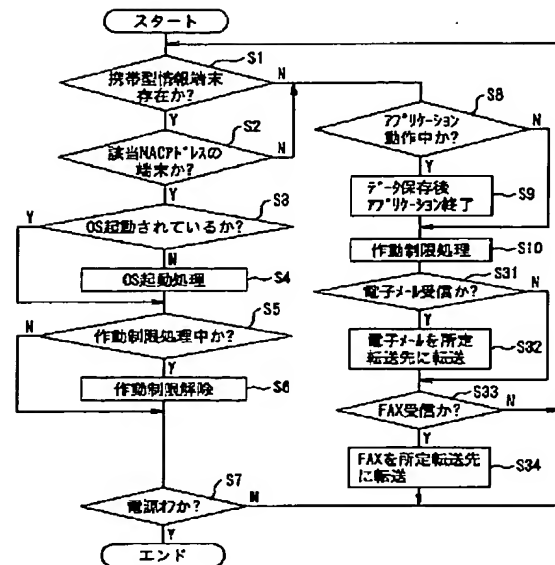 スタート
S1
携帯型情報端末
存在か?
N
Y
S2
該当MACアドレスの
端末か?
N
Y
S3
OS起動されているか?
Y
N
OS起動処理
S4
S5
作動制限処理中か?
N
Y
作動制限解除
S6
S7
電源オフか?
N
Y
エンド
S8
アプリケーション
動作中か?
N
Y
データ保存後
アプリケーション終了
S9
作動制限処理
S10
S31
電子メール受信か?
N
Y
電子メールを所定
転送先に転送
S32
S33
FAX受信か?
N
Y
FAXを所定転送先
に転送
S34